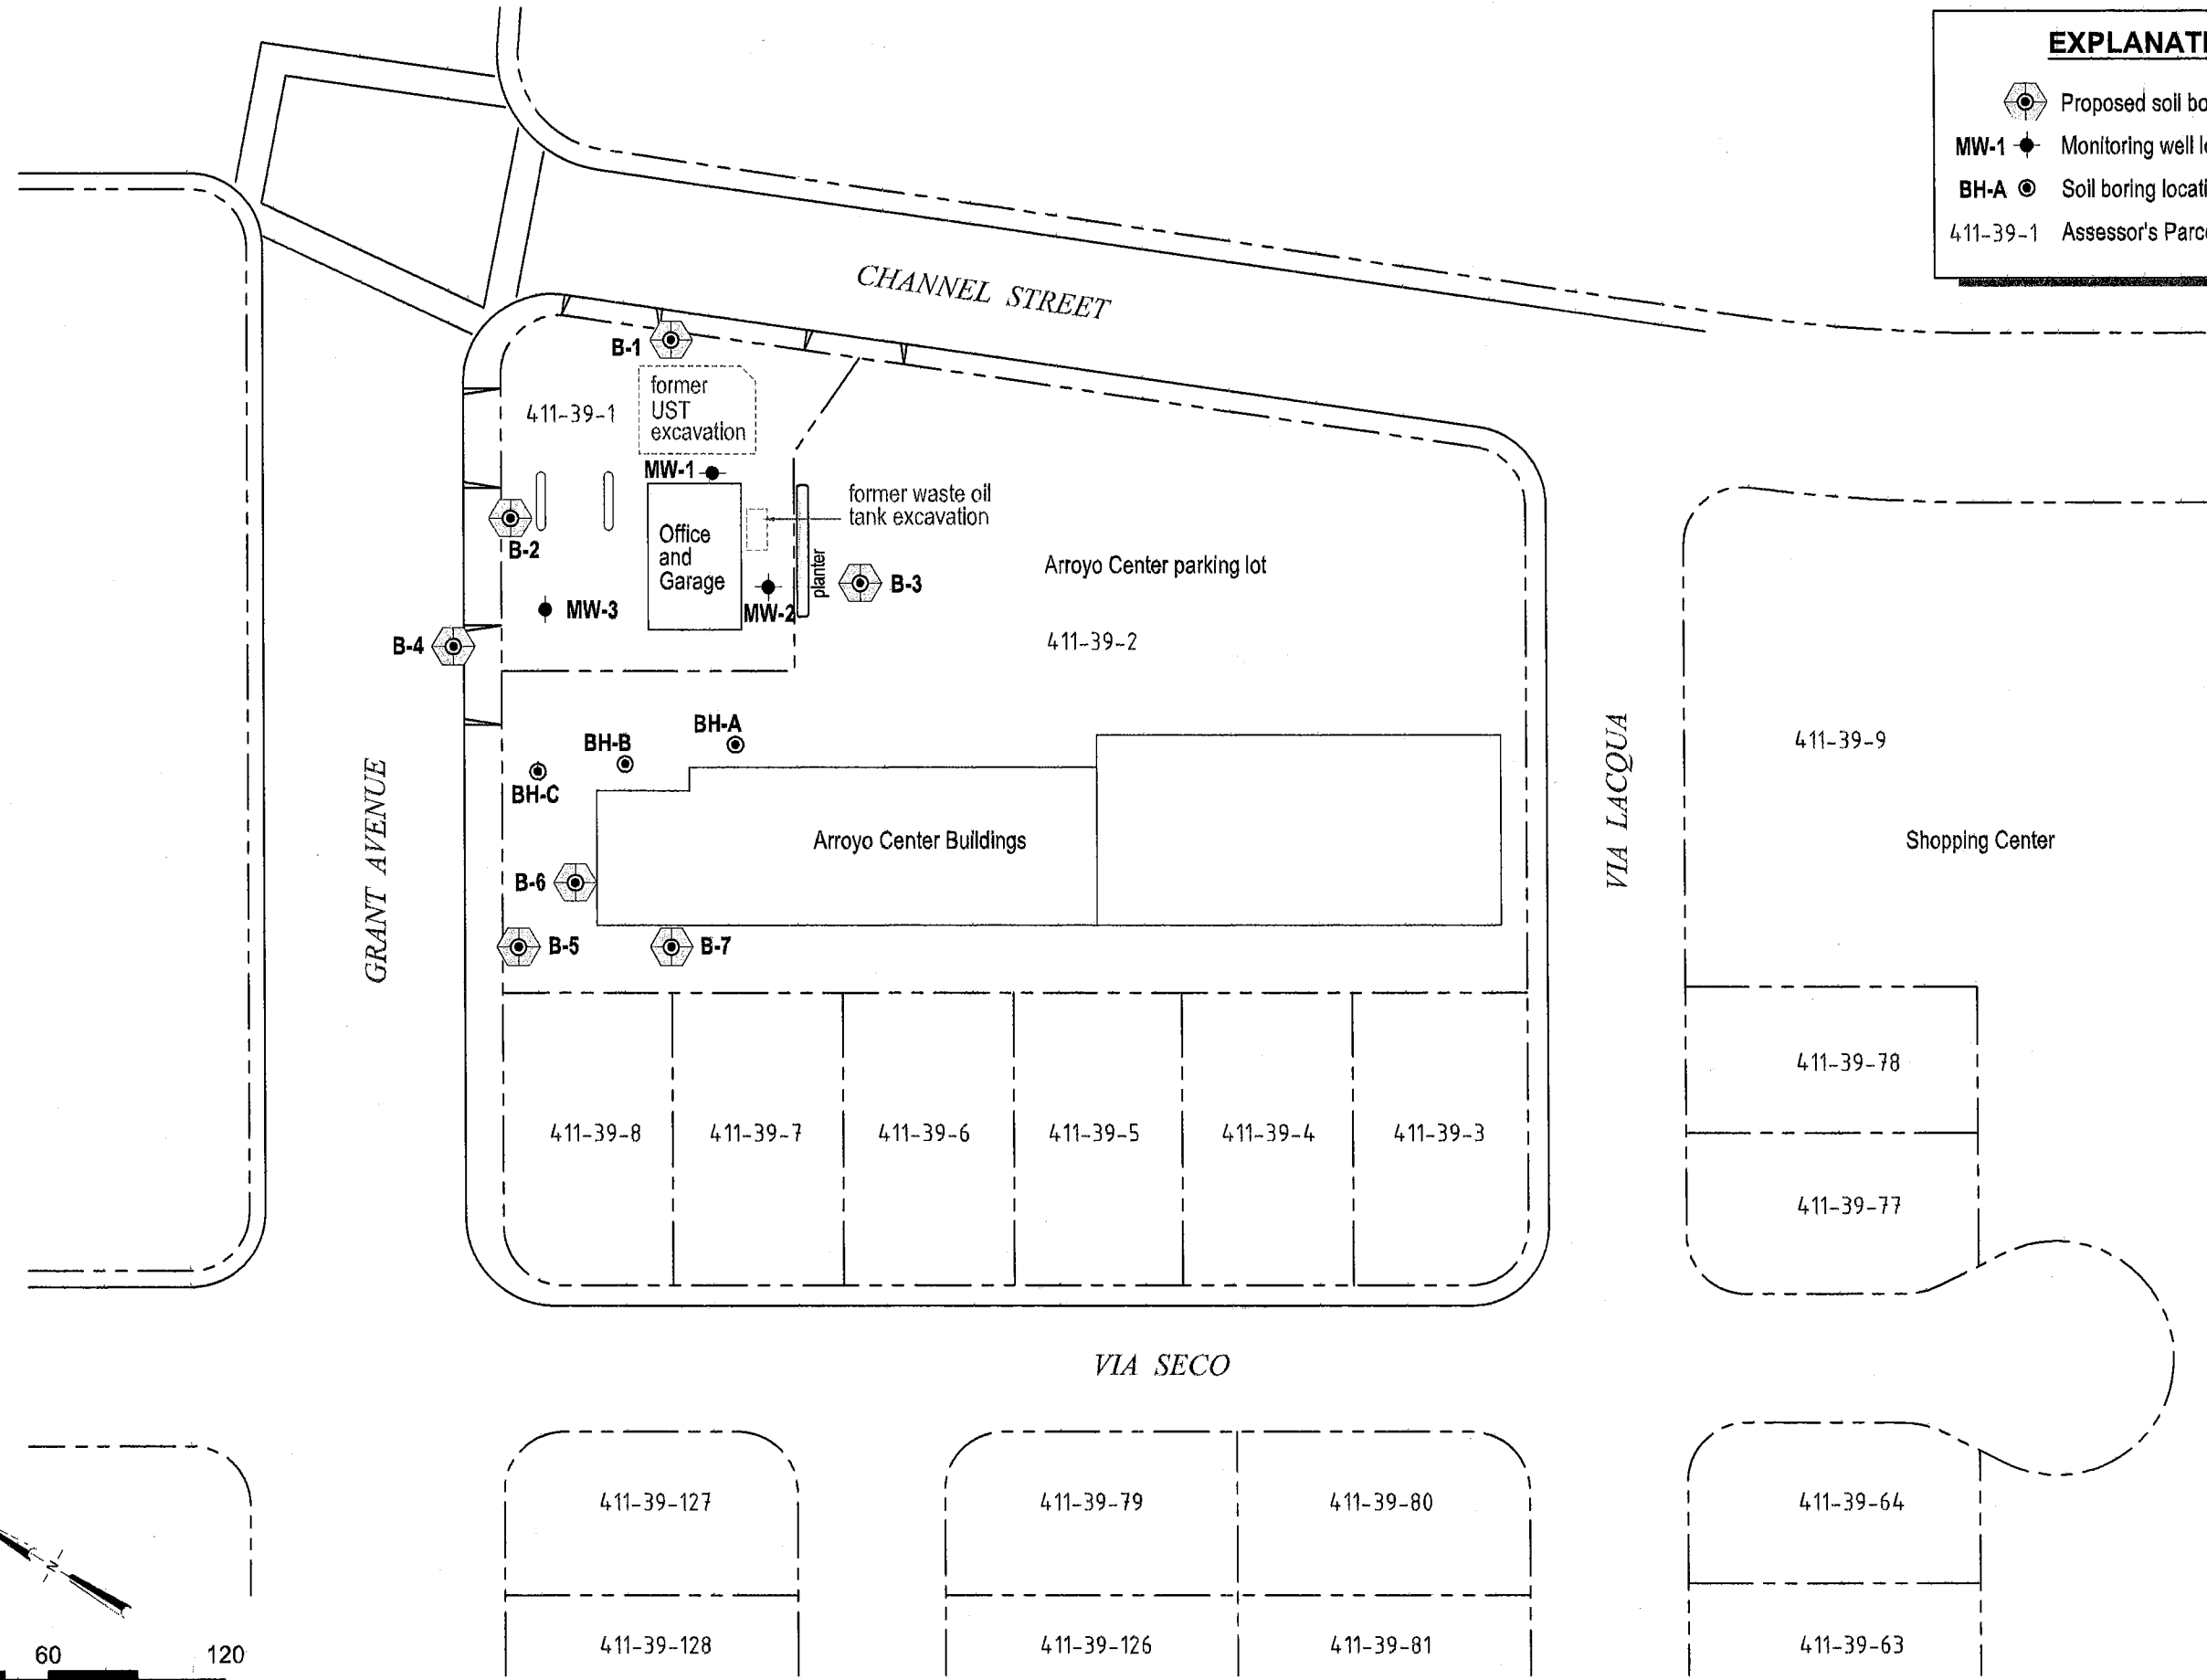 EXPLANATI
Proposed soil bo
MW-1 Monitoring well l
BH-A Soil boring locati
411-39-1 Assessor's Parc
CHANNEL STREET
B-1
former
UST
excavation
411-39-1
MW-1
former waste oil
tank excavation
Office
and
Garage
B-2
planter
B-3
Arroyo Center parking lot
MW-3
MW-2
B-4
411-39-2
BH-A
BH-B
BH-C
GRANT AVENUE
VIA LACQUA
411-39-9
Arroyo Center Buildings
Shopping Center
B-6
B-5
B-7
411-39-78
411-39-8
411-39-7
411-39-6
411-39-5
411-39-4
411-39-3
411-39-77
VIA SECO
411-39-127
411-39-79
411-39-80
411-39-64
N
411-39-128
411-39-126
411-39-81
411-39-63
60
120